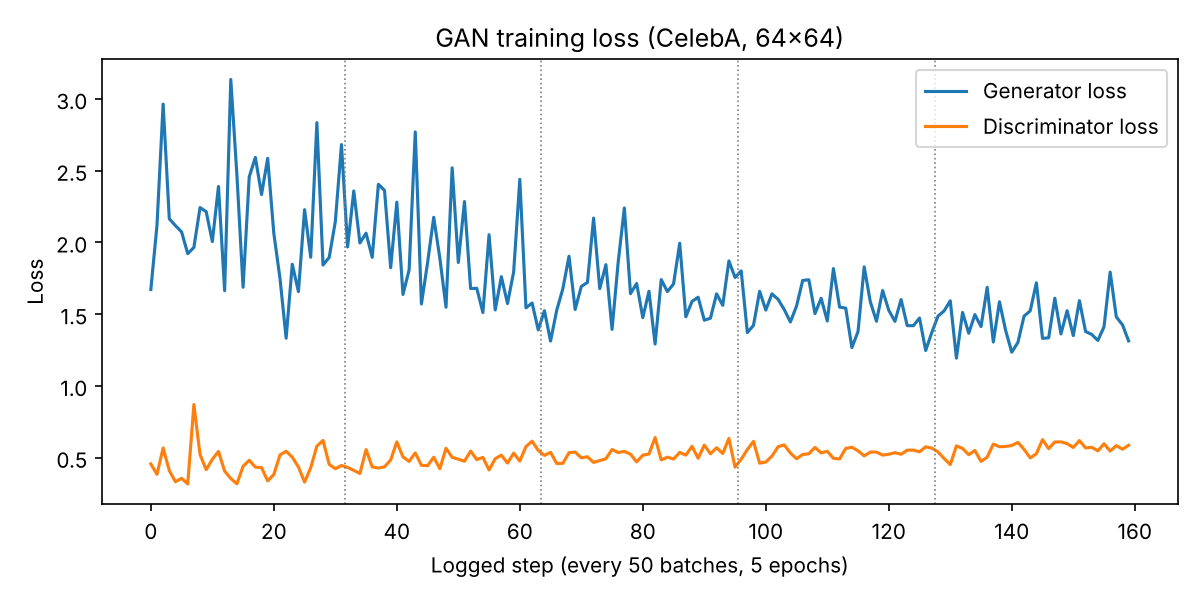 GAN training loss (CelebA, 64×64)
Generator loss
Discriminator loss
Loss
3.0
2.5
2.0
1.5
1.0
0.5
0 20 40 60 80 100 120 140 160
Logged step (every 50 batches, 5 epochs)